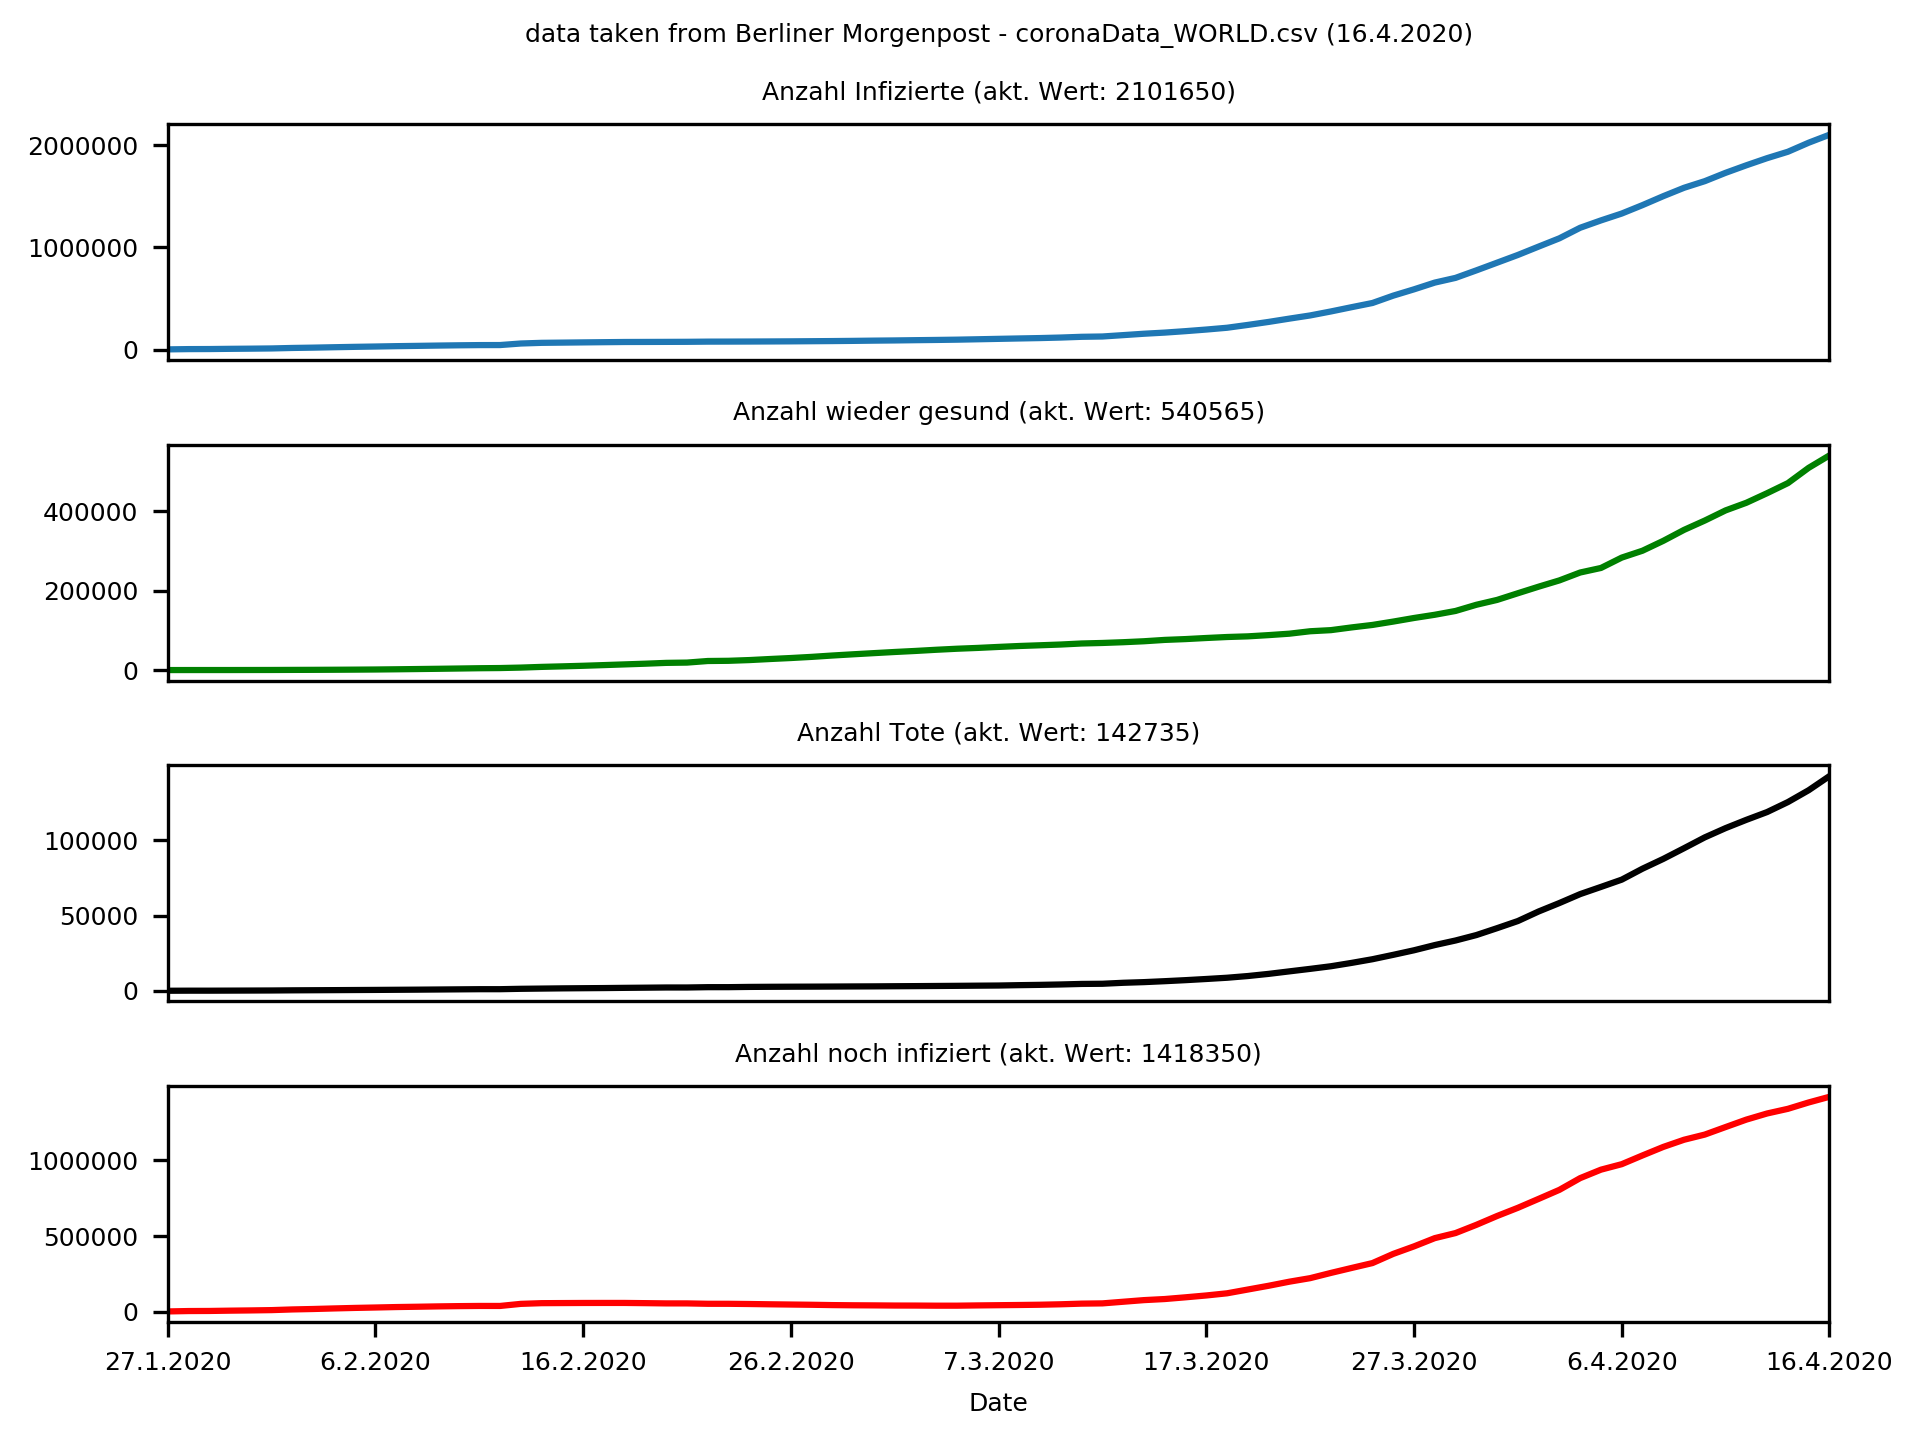 data taken from Berliner Morgenpost - coronaData_WORLD.csv (16.4.2020)
Anzahl Infizierte (akt. Wert: 2101650)
2000000
1000000
0
Anzahl wieder gesund (akt. Wert: 540565)
400000
200000
0
Anzahl Tote (akt. Wert: 142735)
100000
50000
0
Anzahl noch infiziert (akt. Wert: 1418350)
1000000
500000
0
27.1.2020 6.2.2020 16.2.2020 26.2.2020 7.3.2020 17.3.2020 27.3.2020 6.4.2020 16.4.2020
Date